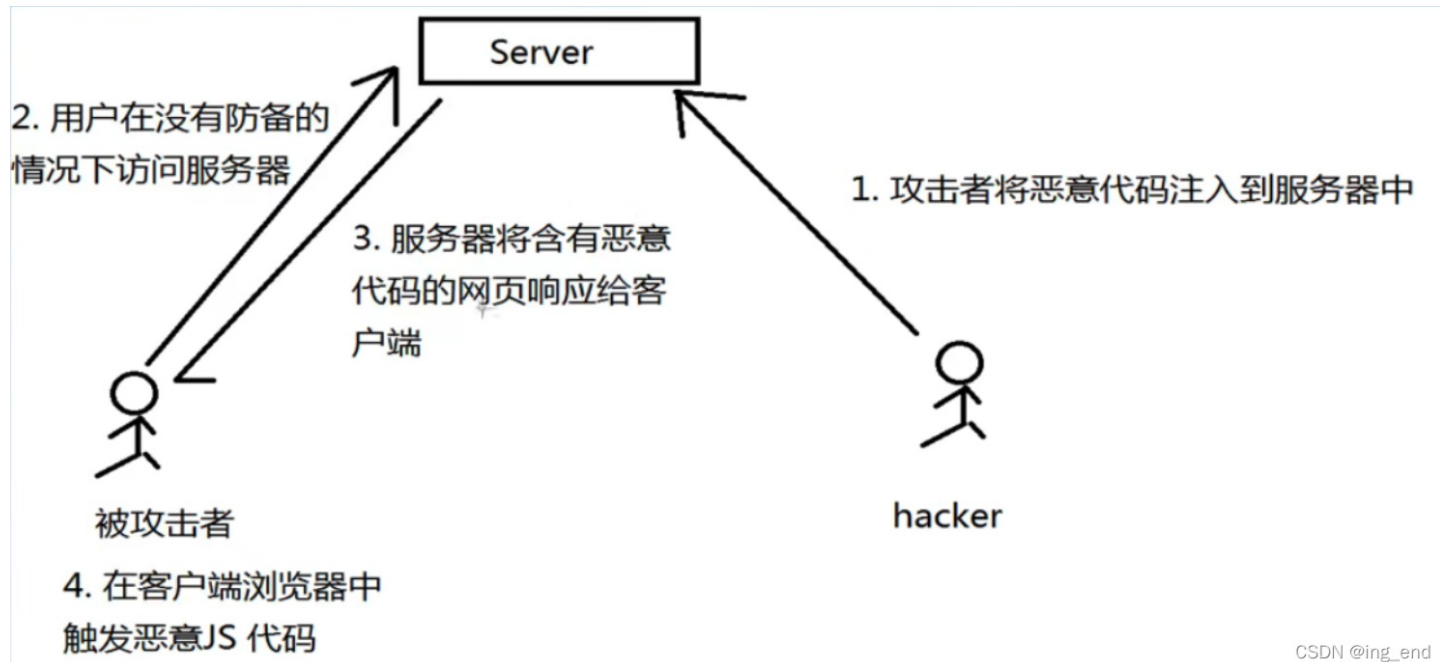 Server
2. 用户在没有防备的
情况下访问服务器
1. 攻击者将恶意代码注入到服务器中
3. 服务器将含有恶意
代码的网页响应给客
户端
被攻击者
hacker
4. 在客户端浏览器中
触发恶意JS 代码
CSDN @ing_end